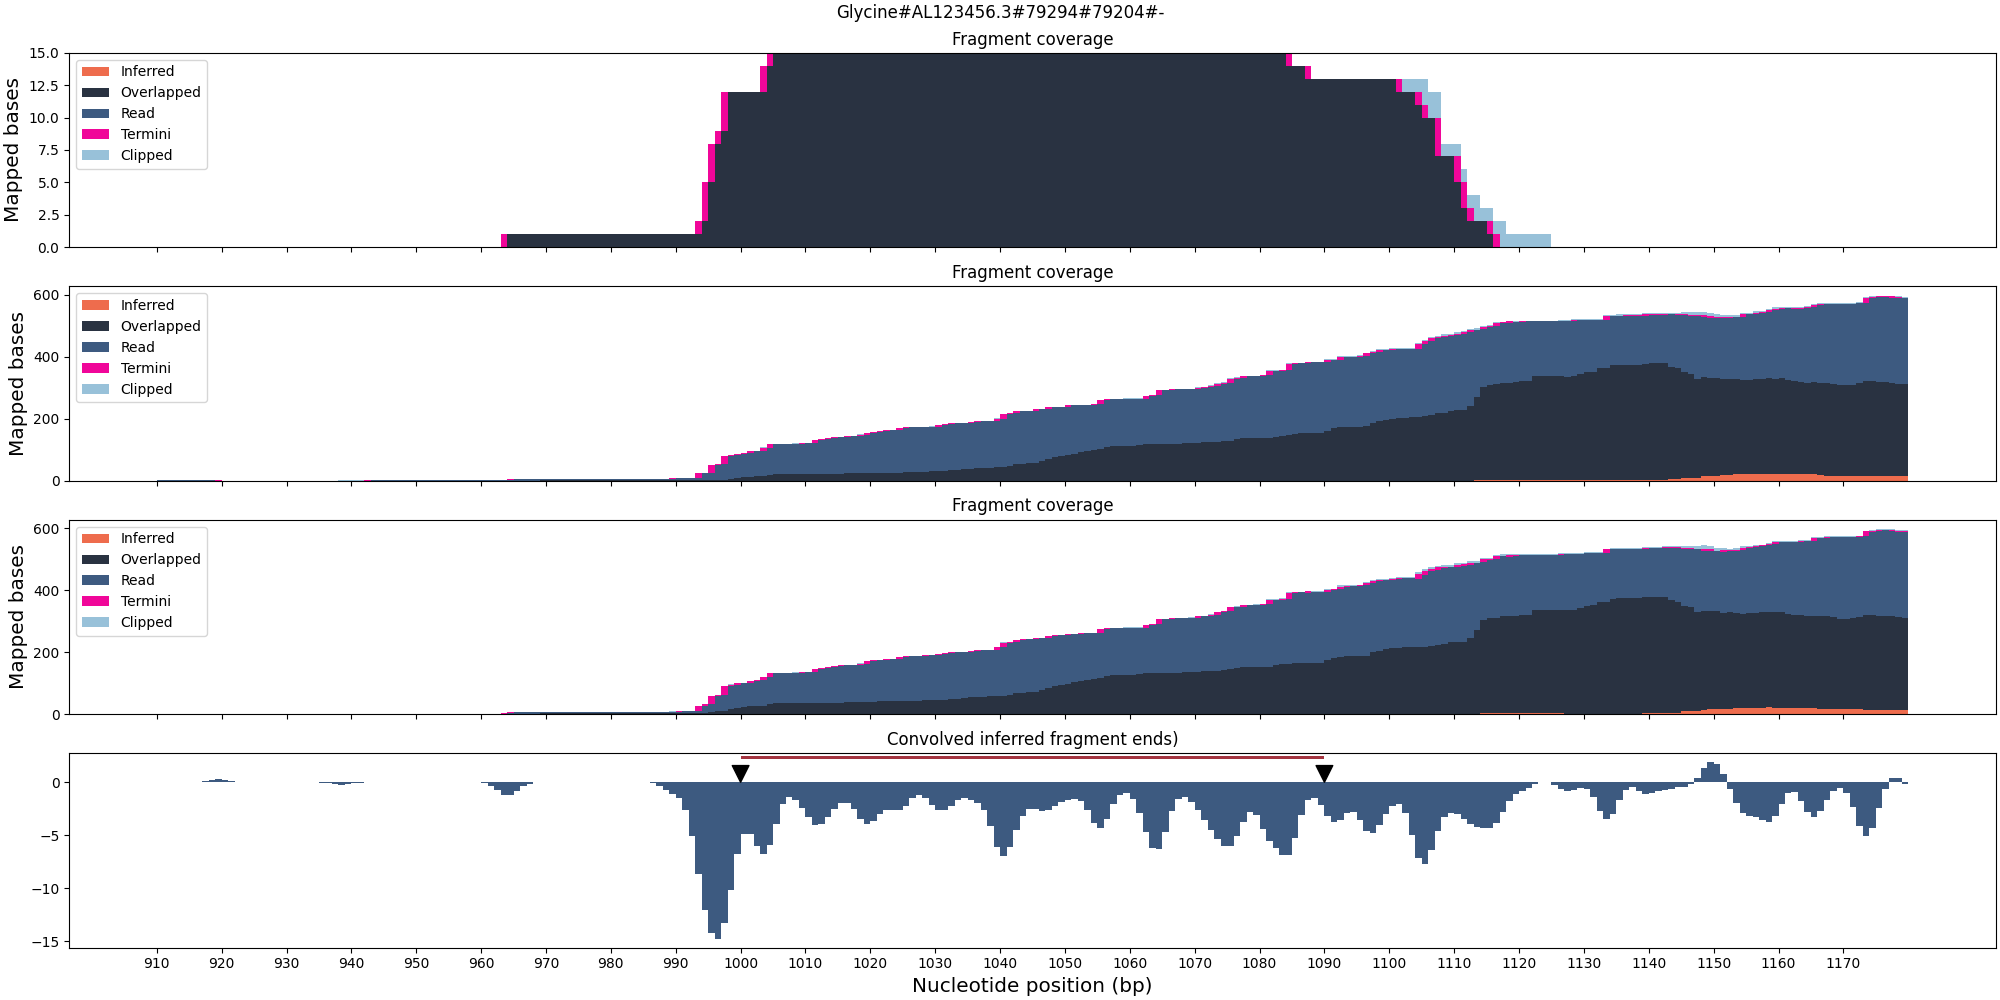 Glycine#AL123456.3#79294#79204#-
Fragment coverage
Mapped bases
15.0
12.5
10.0
7.5
5.0
2.5
0.0
Inferred
Overlapped
Read
Termini
Clipped
Fragment coverage
Mapped bases
600
400
200
0
Inferred
Overlapped
Read
Termini
Clipped
Fragment coverage
Mapped bases
600
400
200
0
Inferred
Overlapped
Read
Termini
Clipped
Convolved inferred fragment ends)
0
−5
−10
−15
910 920 930 940 950 960 970 980 990 1000 1010 1020 1030 1040 1050 1060 1070 1080 1090 1100 1110 1120 1130 1140 1150 1160 1170
Nucleotide position (bp)